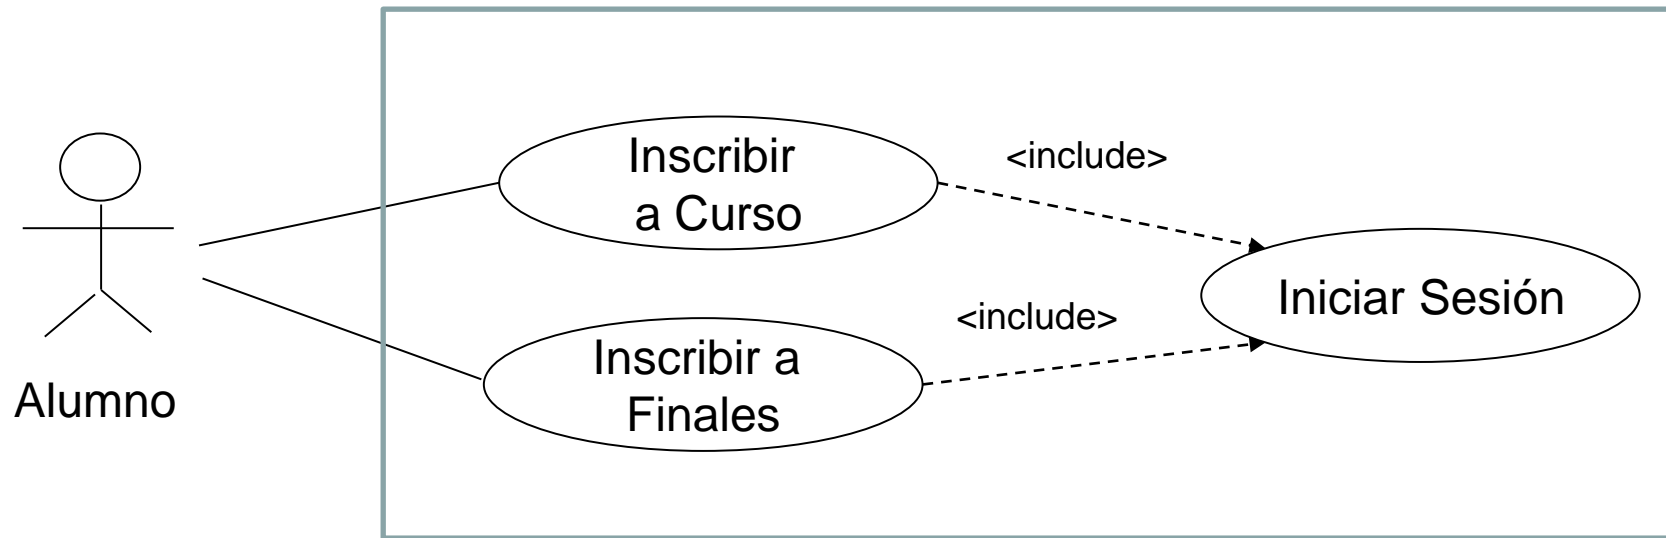 Inscribir
a Curso
<include>
Iniciar Sesión
<include>
Inscribir a
Finales
Alumno